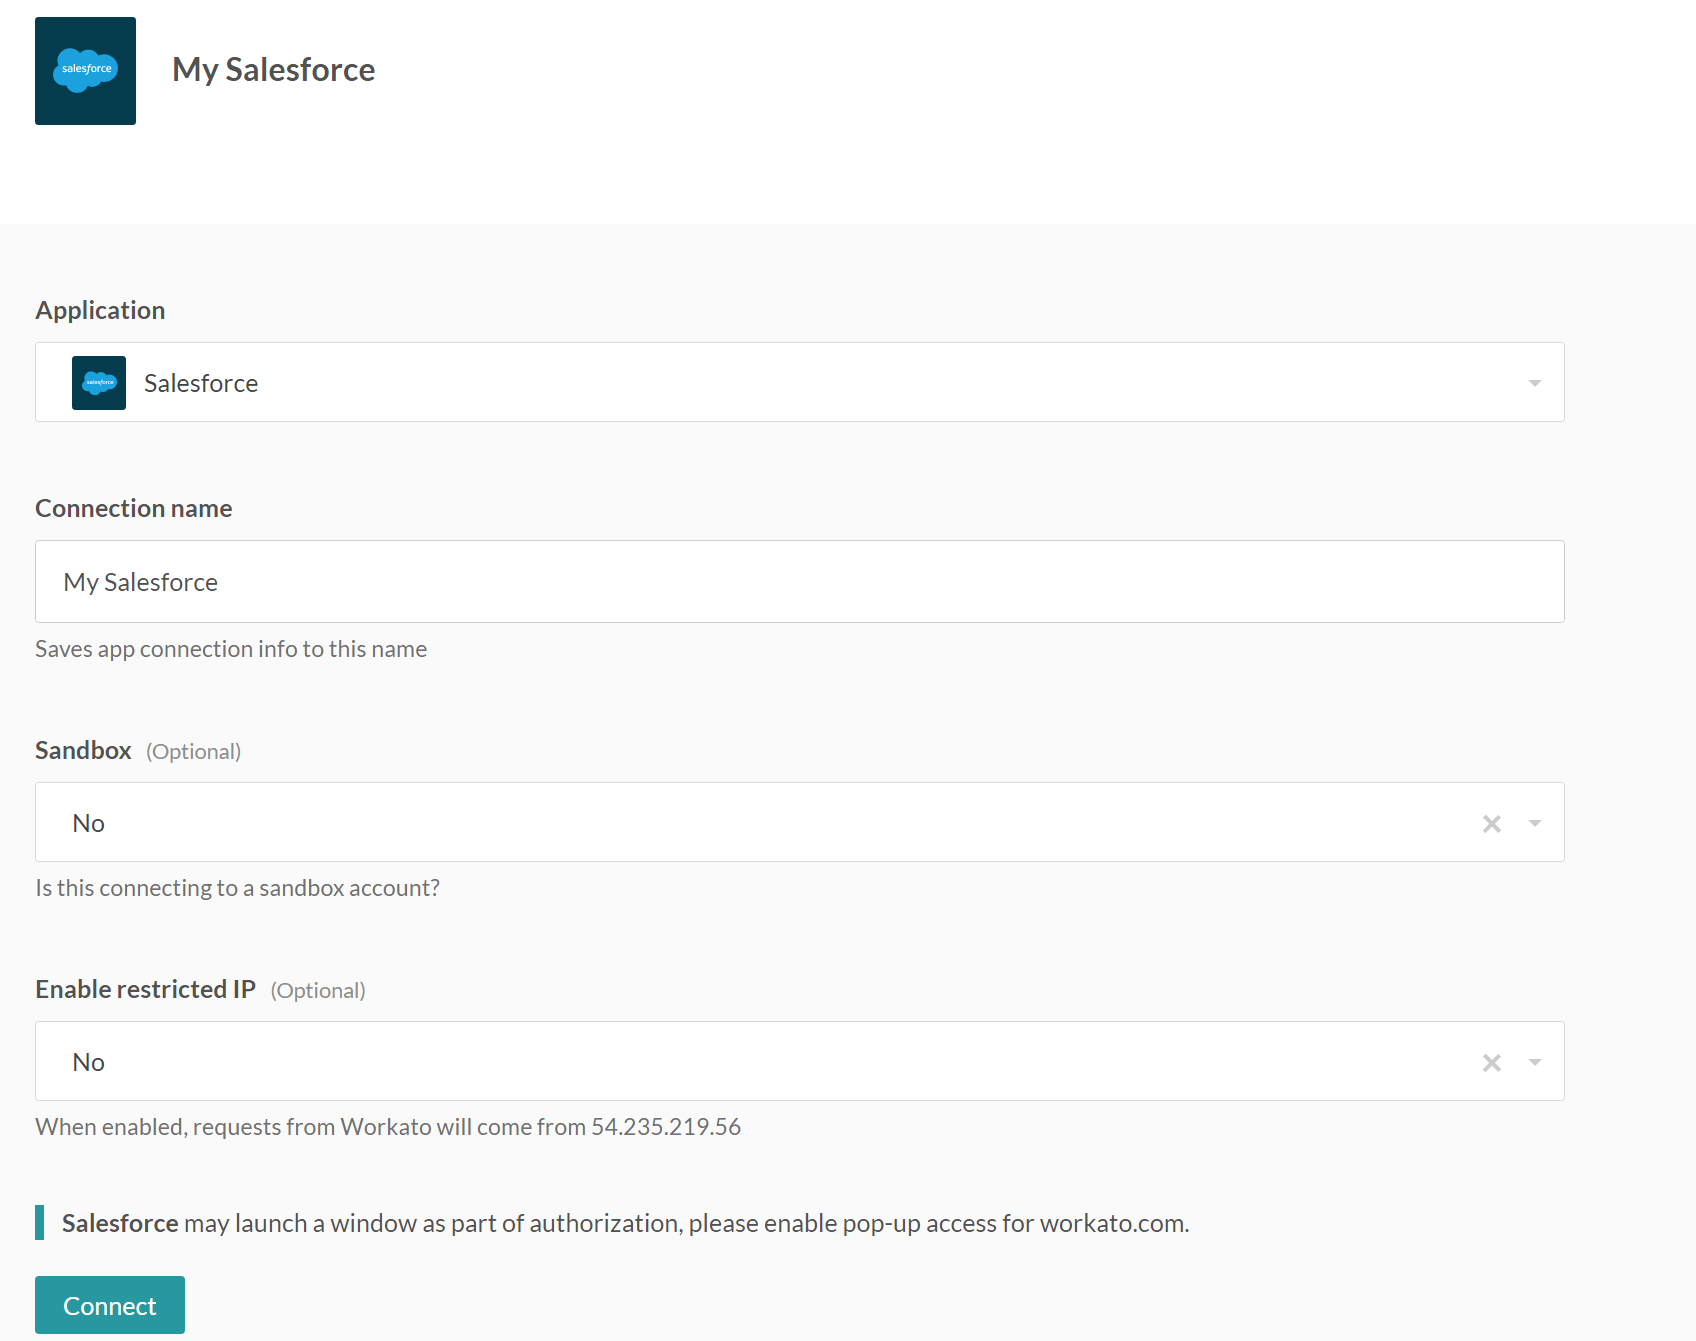 salesforce
My Salesforce
Application
salesforce
Salesforce
Connection name
My Salesforce
Saves app connection info to this name
Sandbox (Optional)
No
Is this connecting to a sandbox account?
Enable restricted IP (Optional)
No
When enabled, requests from Workato will come from 54.235.219.56
Salesforce may launch a window as part of authorization, please enable pop-up access for workato.com.
Connect